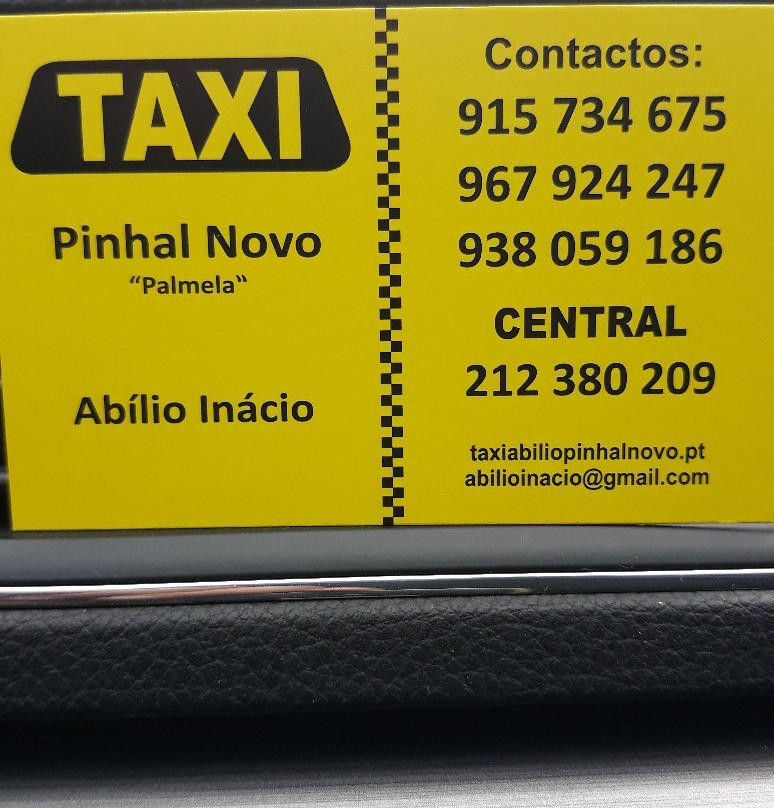 TAXI
Pinhal Novo
“Palmela“
Abílio Inácio
Contactos:
915 734 675
967 924 247
938 059 186
CENTRAL
212 380 209
taxiabiliopinhalnovo.pt
abilioinacio@gmail.com